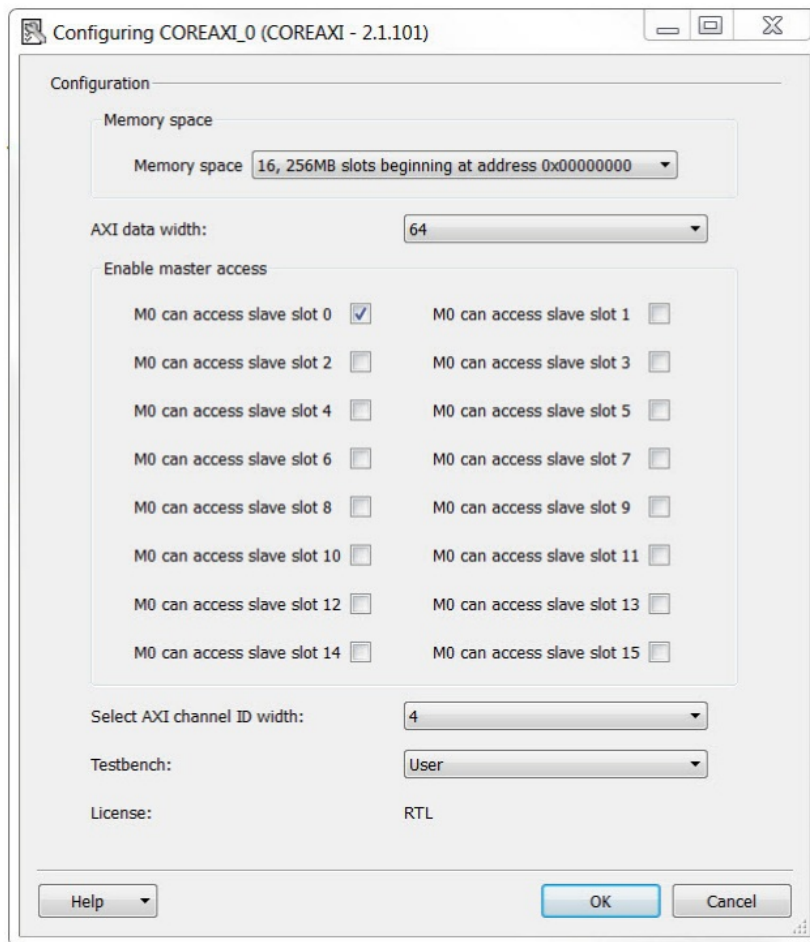 Configuring COREAXI_0 (COREAXI - 2.1.101)
Configuration
Memory space
Memory space 16, 256MB slots beginning at address 0x00000000
AXI data width: 64
Enable master access
M0 can access slave slot 0 M0 can access slave slot 1
M0 can access slave slot 2 M0 can access slave slot 3
M0 can access slave slot 4 M0 can access slave slot 5
M0 can access slave slot 6 M0 can access slave slot 7
M0 can access slave slot 8 M0 can access slave slot 9
M0 can access slave slot 10 M0 can access slave slot 11
M0 can access slave slot 12 M0 can access slave slot 13
M0 can access slave slot 14 M0 can access slave slot 15
Select AXI channel ID width: 4
Testbench: User
License: RTL
Help OK Cancel